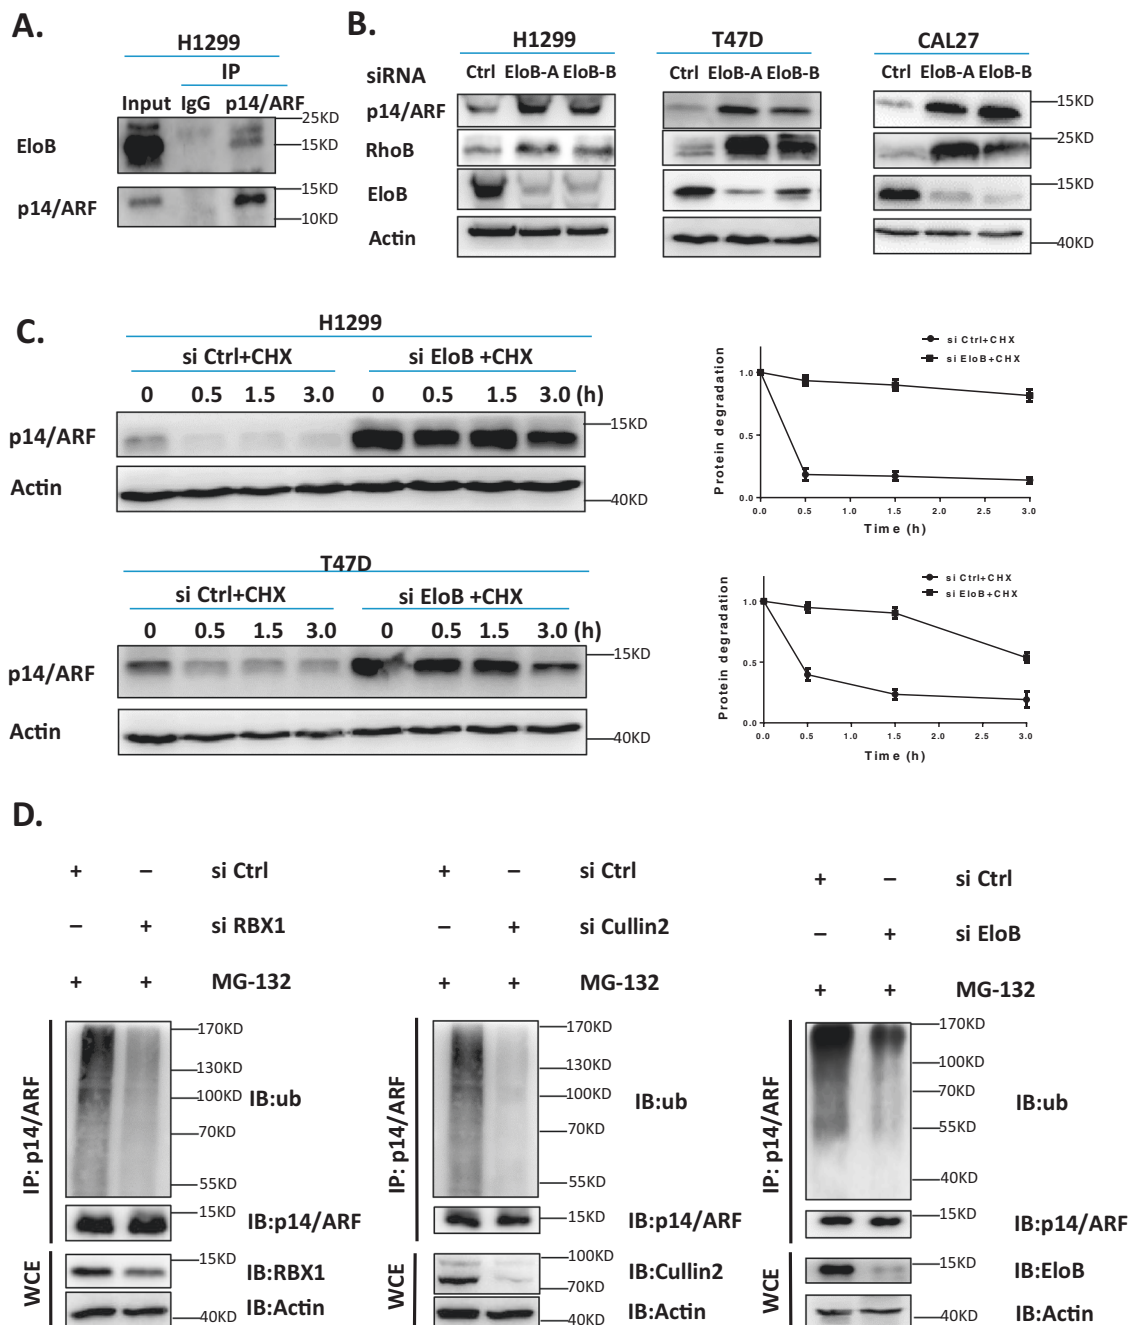 A.
H1299
IP
Input IgG p14/ARF
25KD
EloB
15KD
15KD
p14/ARF
10KD
B.
H1299 T47D CAL27
siRNA Ctrl EloB-A EloB-B Ctrl EloB-A EloB-B Ctrl EloB-A EloB-B
p14/ARF 15KD
RhoB 25KD
EloB 15KD
Actin 40KD
C.
H1299
si Ctrl+CHX si EloB +CHX
0 0.5 1.5 3.0 0 0.5 1.5 3.0 (h)
p14/ARF 15KD
Actin 40KD
si Ctrl+CHX
si EloB+CHX
Protein degradation
1.0
0.5
0.0
0.0 0.5 1.0 1.5 2.0 2.5 3.0
Time (h)
T47D
si Ctrl+CHX si EloB +CHX
0 0.5 1.5 3.0 0 0.5 1.5 3.0 (h)
p14/ARF 15KD
Actin 40KD
si Ctrl+CHX
si EloB+CHX
Protein degradation
1.0
0.5
0.0
0.0 0.5 1.0 1.5 2.0 2.5 3.0
Time (h)
D.
+ – si Ctrl
– + si RBX1
+ + MG-132
IP: p14/ARF
170KD
130KD
100KD IB:ub
70KD
55KD
15KD IB:p14/ARF
WCE
15KD IB:RBX1
40KD IB:Actin
+ – si Ctrl
– + si Cullin2
+ + MG-132
IP: p14/ARF
170KD
130KD
100KD IB:ub
70KD
55KD
15KD IB:p14/ARF
WCE
100KD
70KD IB:Cullin2
40KD IB:Actin
+ – si Ctrl
– + si EloB
+ + MG-132
IP: p14/ARF
170KD
100KD
70KD IB:ub
55KD
40KD
15KD IB:p14/ARF
WCE
15KD IB:EloB
40KD IB:Actin